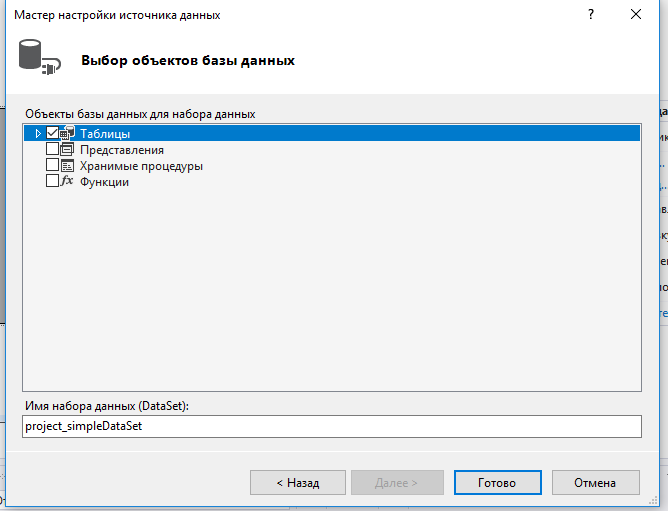 Мастер настройки источника данных
?
Выбор объектов базы данных
Объекты базы данных для набора данных
Таблицы
Представления
Хранимые процедуры
fx Функции
Имя набора данных (DataSet):
project_simpleDataSet
< Назад
Далее >
Готово
Отмена